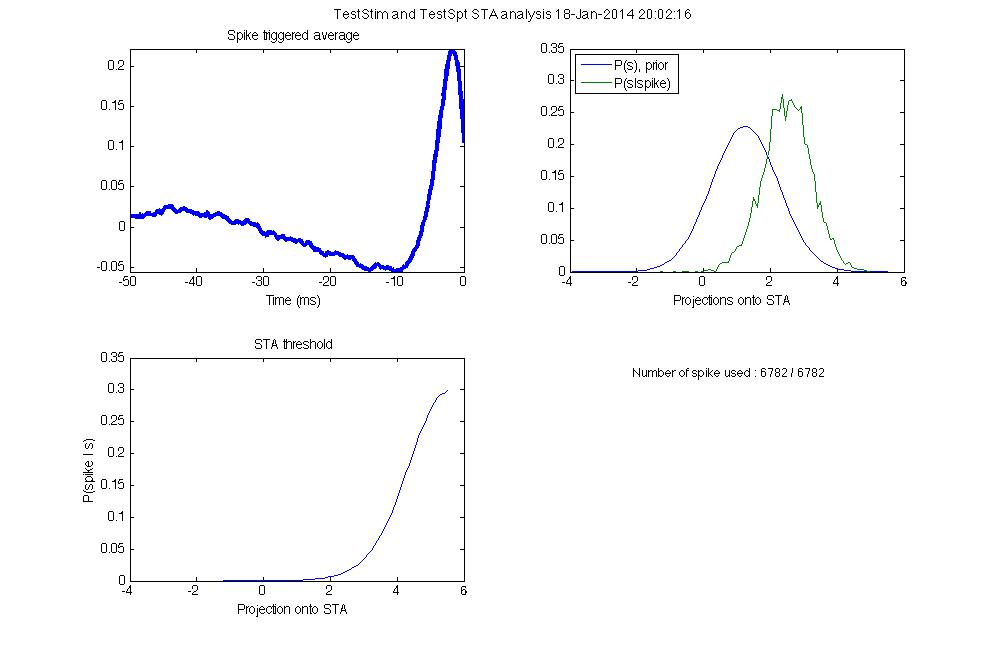 TestStim and TestSpt STA analysis 18-Jan-2014 20:02:16
Spike triggered average
0.2
0.15
0.1
0.05
0
-0.05
-50 -40 -30 -20 -10 0
Time (ms)
0.35
0.3
0.25
0.2
0.15
0.1
0.05
0
P(s), prior
P(s|spike)
-4 -2 0 2 4 6
Projections onto STA
STA threshold
0.35
0.3
0.25
0.2
0.15
0.1
0.05
0
P(spike | s)
-4 -2 0 2 4 6
Projection onto STA
Number of spike used : 6782 / 6782